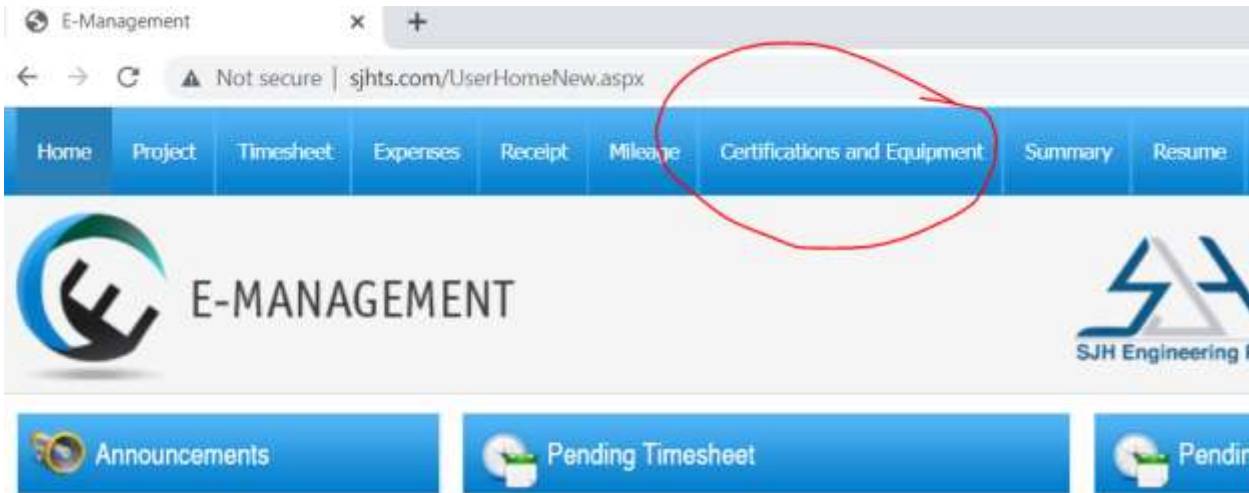 E-Management
Not secure | sjhts.com/UserHomeNew.aspx
Home Project Timesheet Expenses Receipt Mileage Certifications and Equipment Summary Resume
E-MANAGEMENT
SJH Engineering
Announcements Pending Timesheet